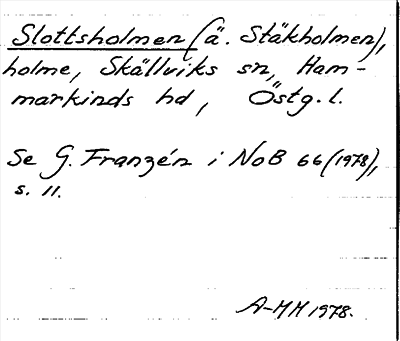 Slottsholmen (ä. Stäkholmen),
holme, Skällviks sn, Ham-
markinds hd, Östg. l.
Se G. Franzén i NoB 66 (1978),
s. 11.
A-MH 1978.